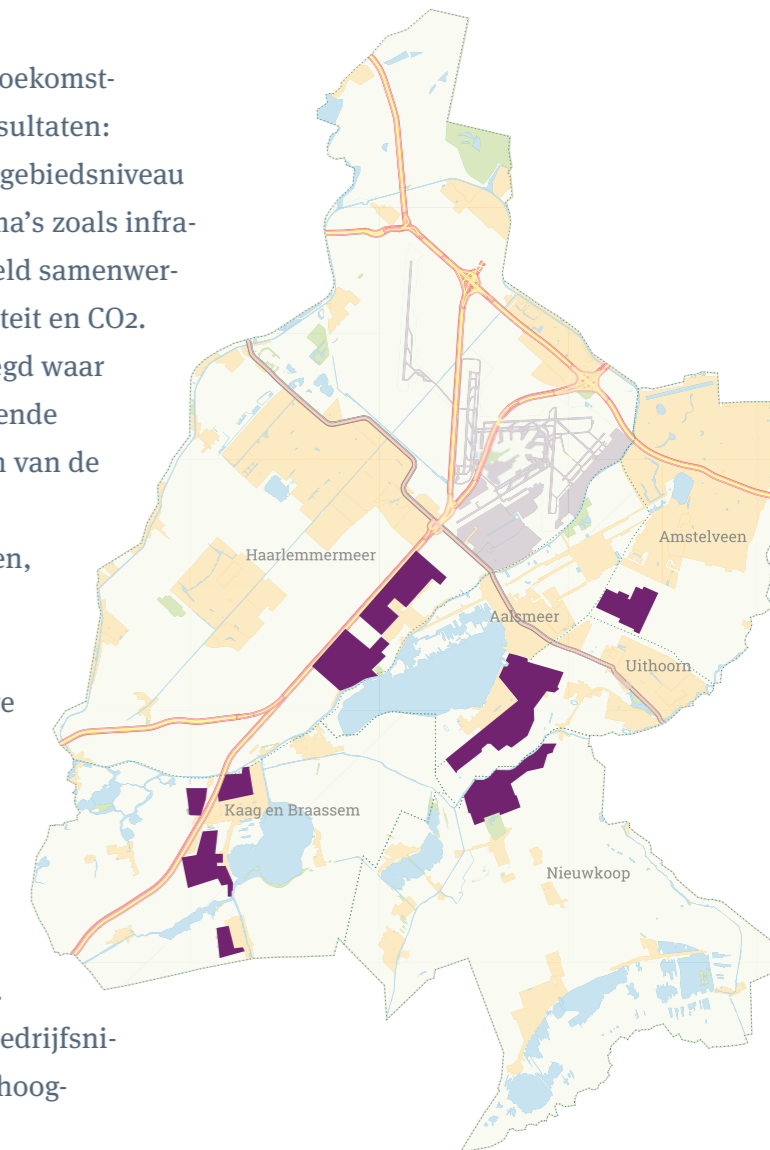 oekomst-
sultaten:
gebiedsniveau
na's zoals infra-
eld samenwer-
teit en CO2.
egd waar
ende
n van de
en,
re
edrijfsni-
hoog-
Haarlemmermeer
Amstelveen
Aalsmeer
Uithoorn
Kaag en Braassem
Nieuwkoop